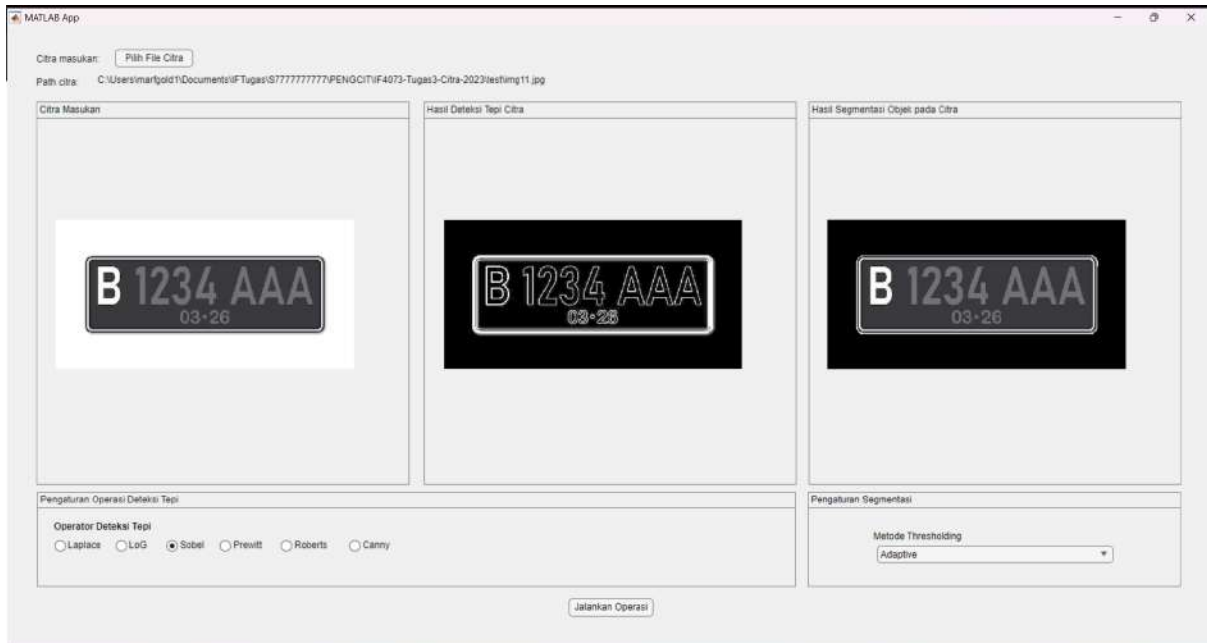 MATLAB App
Citra masukan: Pilih File Citra
Path citra: C:\Users\marfgold1\Documents\IFTugas\S7777777777\PENGCIT\IF4073-Tugas3-Citra-2023\test\img11.jpg
Citra Masukan
B 1234 AAA
03•26
Hasil Deteksi Tepi Citra
B 1234 AAA
03•26
Hasil Segmentasi Objek pada Citra
B 1234 AAA
03•26
Pengaturan Operasi Deteksi Tepi
Operator Deteksi Tepi
Laplace LoG Sobel Prewitt Roberts Canny
Pengaturan Segmentasi
Metode Thresholding
Adaptive
Jalankan Operasi